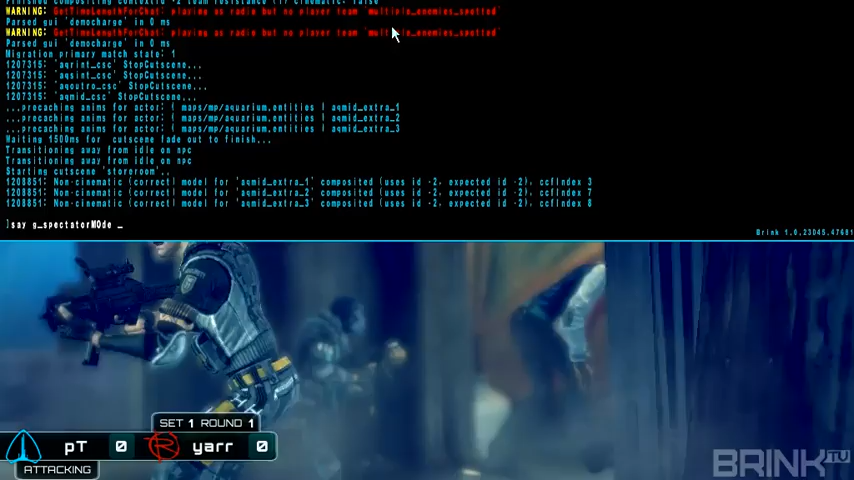 Finished compositing contextid -2 team resistance (r) cinematic: false
WARNING: GetTimeLengthForChat: playing as radio but no player team 'multiple_enemies_spotted'
Parsed gui 'democharge' in 0 ms
WARNING: GetTimeLengthForChat: playing as radio but no player team 'multiple_enemies_spotted'
Parsed gui 'democharge' in 0 ms
Migration primary match state: 1
1207315: 'aqrint_csc' StopCutscene...
1207315: 'aqsint_csc' StopCutscene...
1207315: 'aqoutro_csc' StopCutscene...
1207315: 'aqmid_csc' StopCutscene...
...precaching anims for actor: ( maps/mp/aquarium.entities | aqmid_extra_1
...precaching anims for actor: ( maps/mp/aquarium.entities | aqmid_extra_2
...precaching anims for actor: ( maps/mp/aquarium.entities | aqmid_extra_3
Waiting 1500ms for cutscene fade out to finish...
Transitioning away from idle on npc
Transitioning away from idle on npc
Starting cutscene 'storeroom'..
1208851: Non-cinematic (correct) model for 'aqmid_extra_1' composited (uses id -2, expected id -2), ccfIndex 3
1208851: Non-cinematic (correct) model for 'aqmid_extra_2' composited (uses id -2, expected id -2), ccfIndex 7
1208851: Non-cinematic (correct) model for 'aqmid_extra_3' composited (uses id -2, expected id -2), ccfIndex 8
]say g_spectatorMOde _
Brink 1.0.23045.47681
SET 1 ROUND 1
pT 0 yarr 0
ATTACKING
BRINK TV